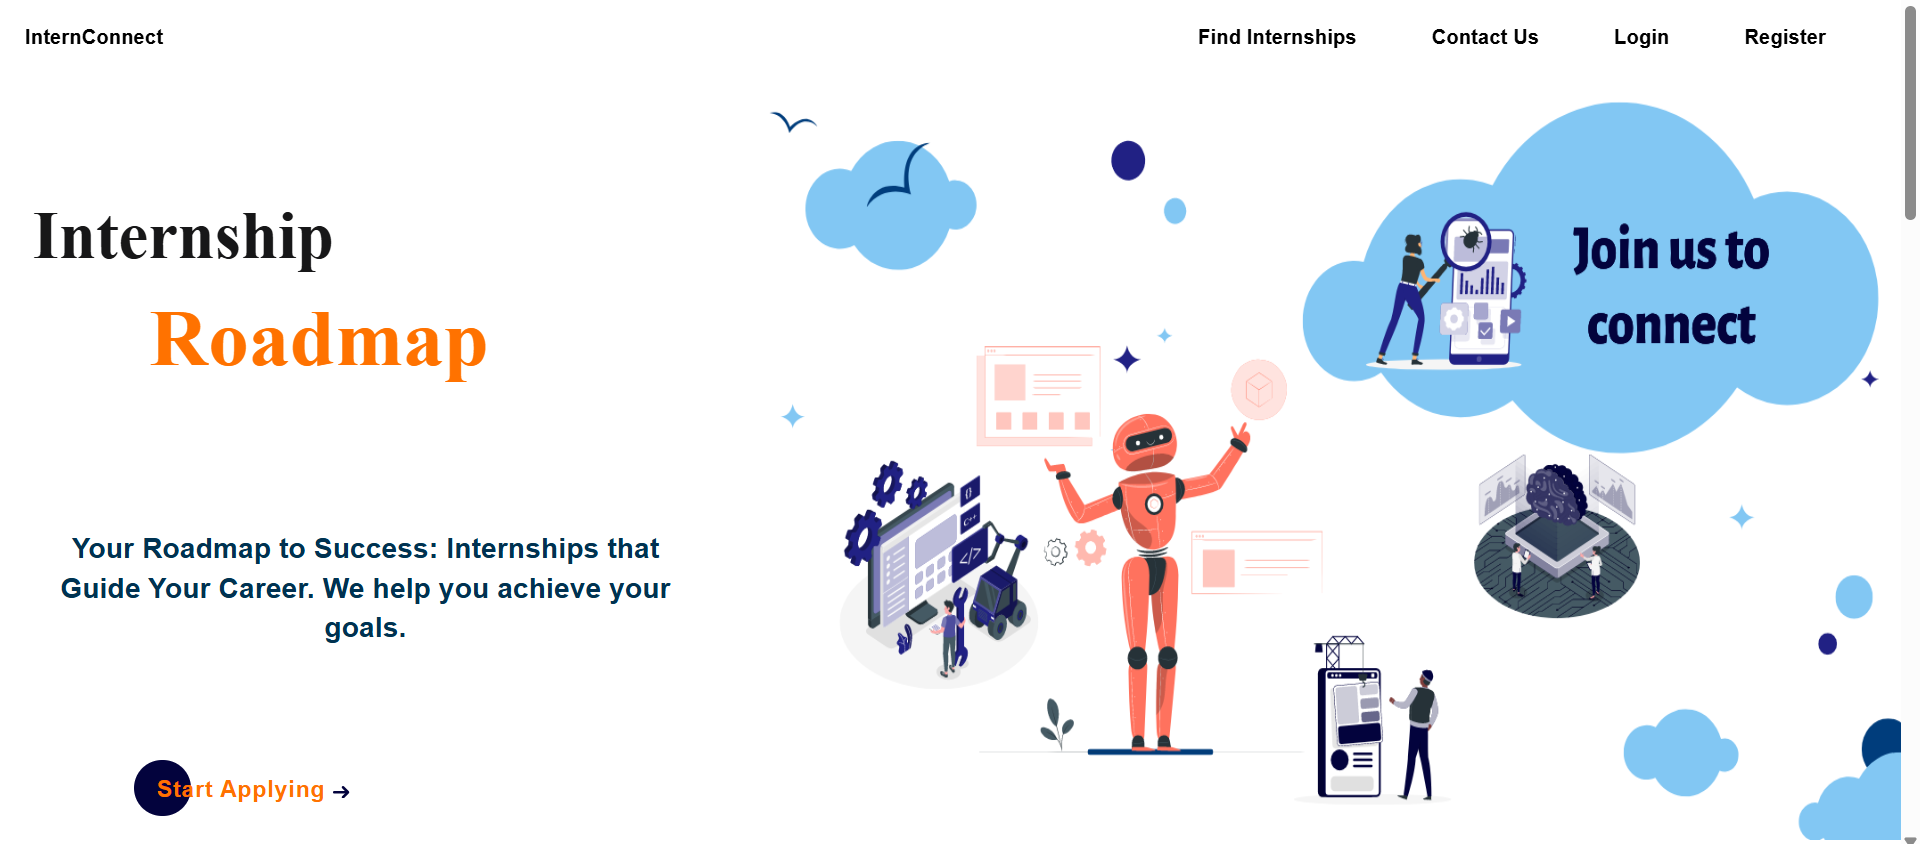 InternConnect
Find Internships
Contact Us
Login
Register
Internship
Roadmap
Your Roadmap to Success: Internships that
Guide Your Career. We help you achieve your
goals.
Start Applying →
Join us to
connect
{}
C++
</>